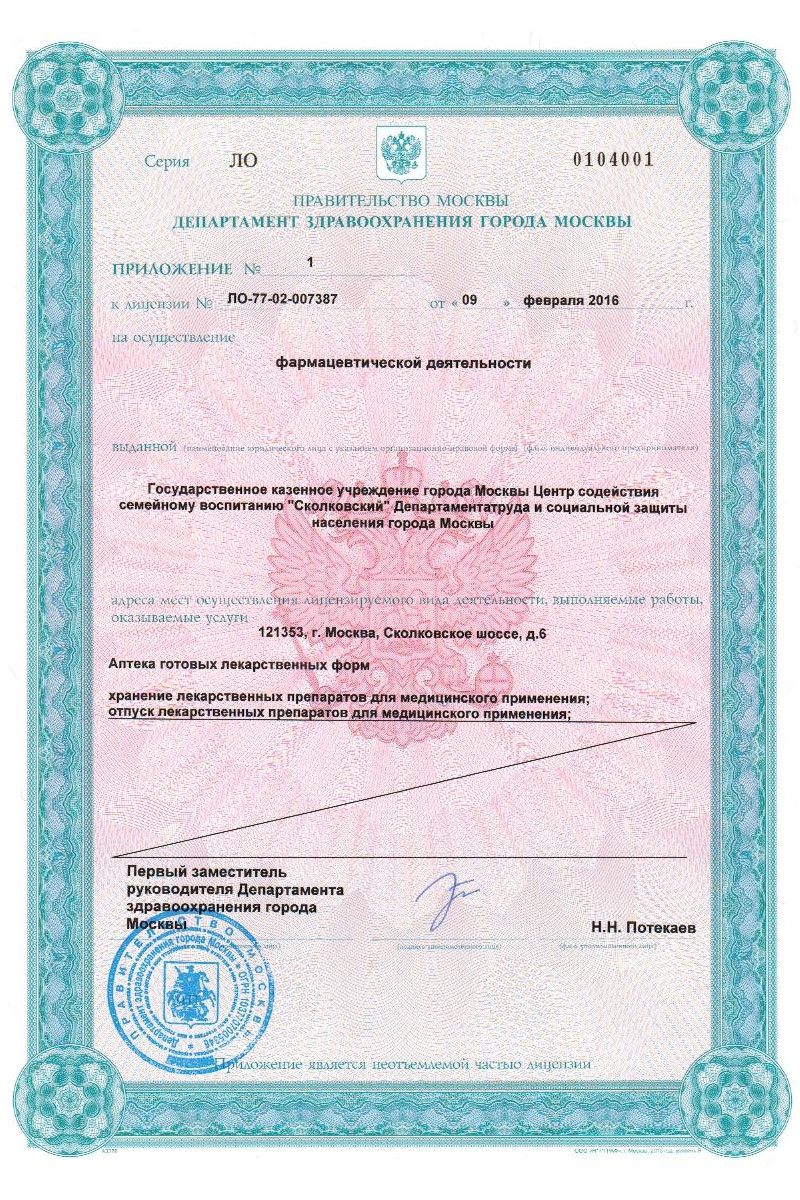 Серия ЛО 0104001
ПРАВИТЕЛЬСТВО МОСКВЫ
ДЕПАРТАМЕНТ ЗДРАВООХРАНЕНИЯ ГОРОДА МОСКВЫ
ПРИЛОЖЕНИЕ № 1
к лицензии № ЛО-77-02-007387 от « 09 » февраля 2016 г.
на осуществление
фармацевтической деятельности
выданной (наименование юридического лица с указанием организационно-правовой формы (ф.и.о. индивидуального предпринимателя)
Государственное казенное учреждение города Москвы Центр содействия
семейному воспитанию "Сколковский" Департаментатруда и социальной защиты
населения города Москвы
адреса мест осуществления лицензируемого вида деятельности, выполняемые работы,
оказываемые услуги
121353, г. Москва, Сколковское шоссе, д.6
Аптека готовых лекарственных форм
хранение лекарственных препаратов для медицинского применения;
отпуск лекарственных препаратов для медицинского применения;
Первый заместитель
руководителя Департамента
здравоохранения города
Москвы
Н.Н. Потекаев
(подпись уполномоченного лица) (ф.и.о. уполномоченного лица)
ПРАВИТЕЛЬСТВО МОСКВЫ
Департамент здравоохранения города Москвы
Приложение является неотъемлемой частью лицензии